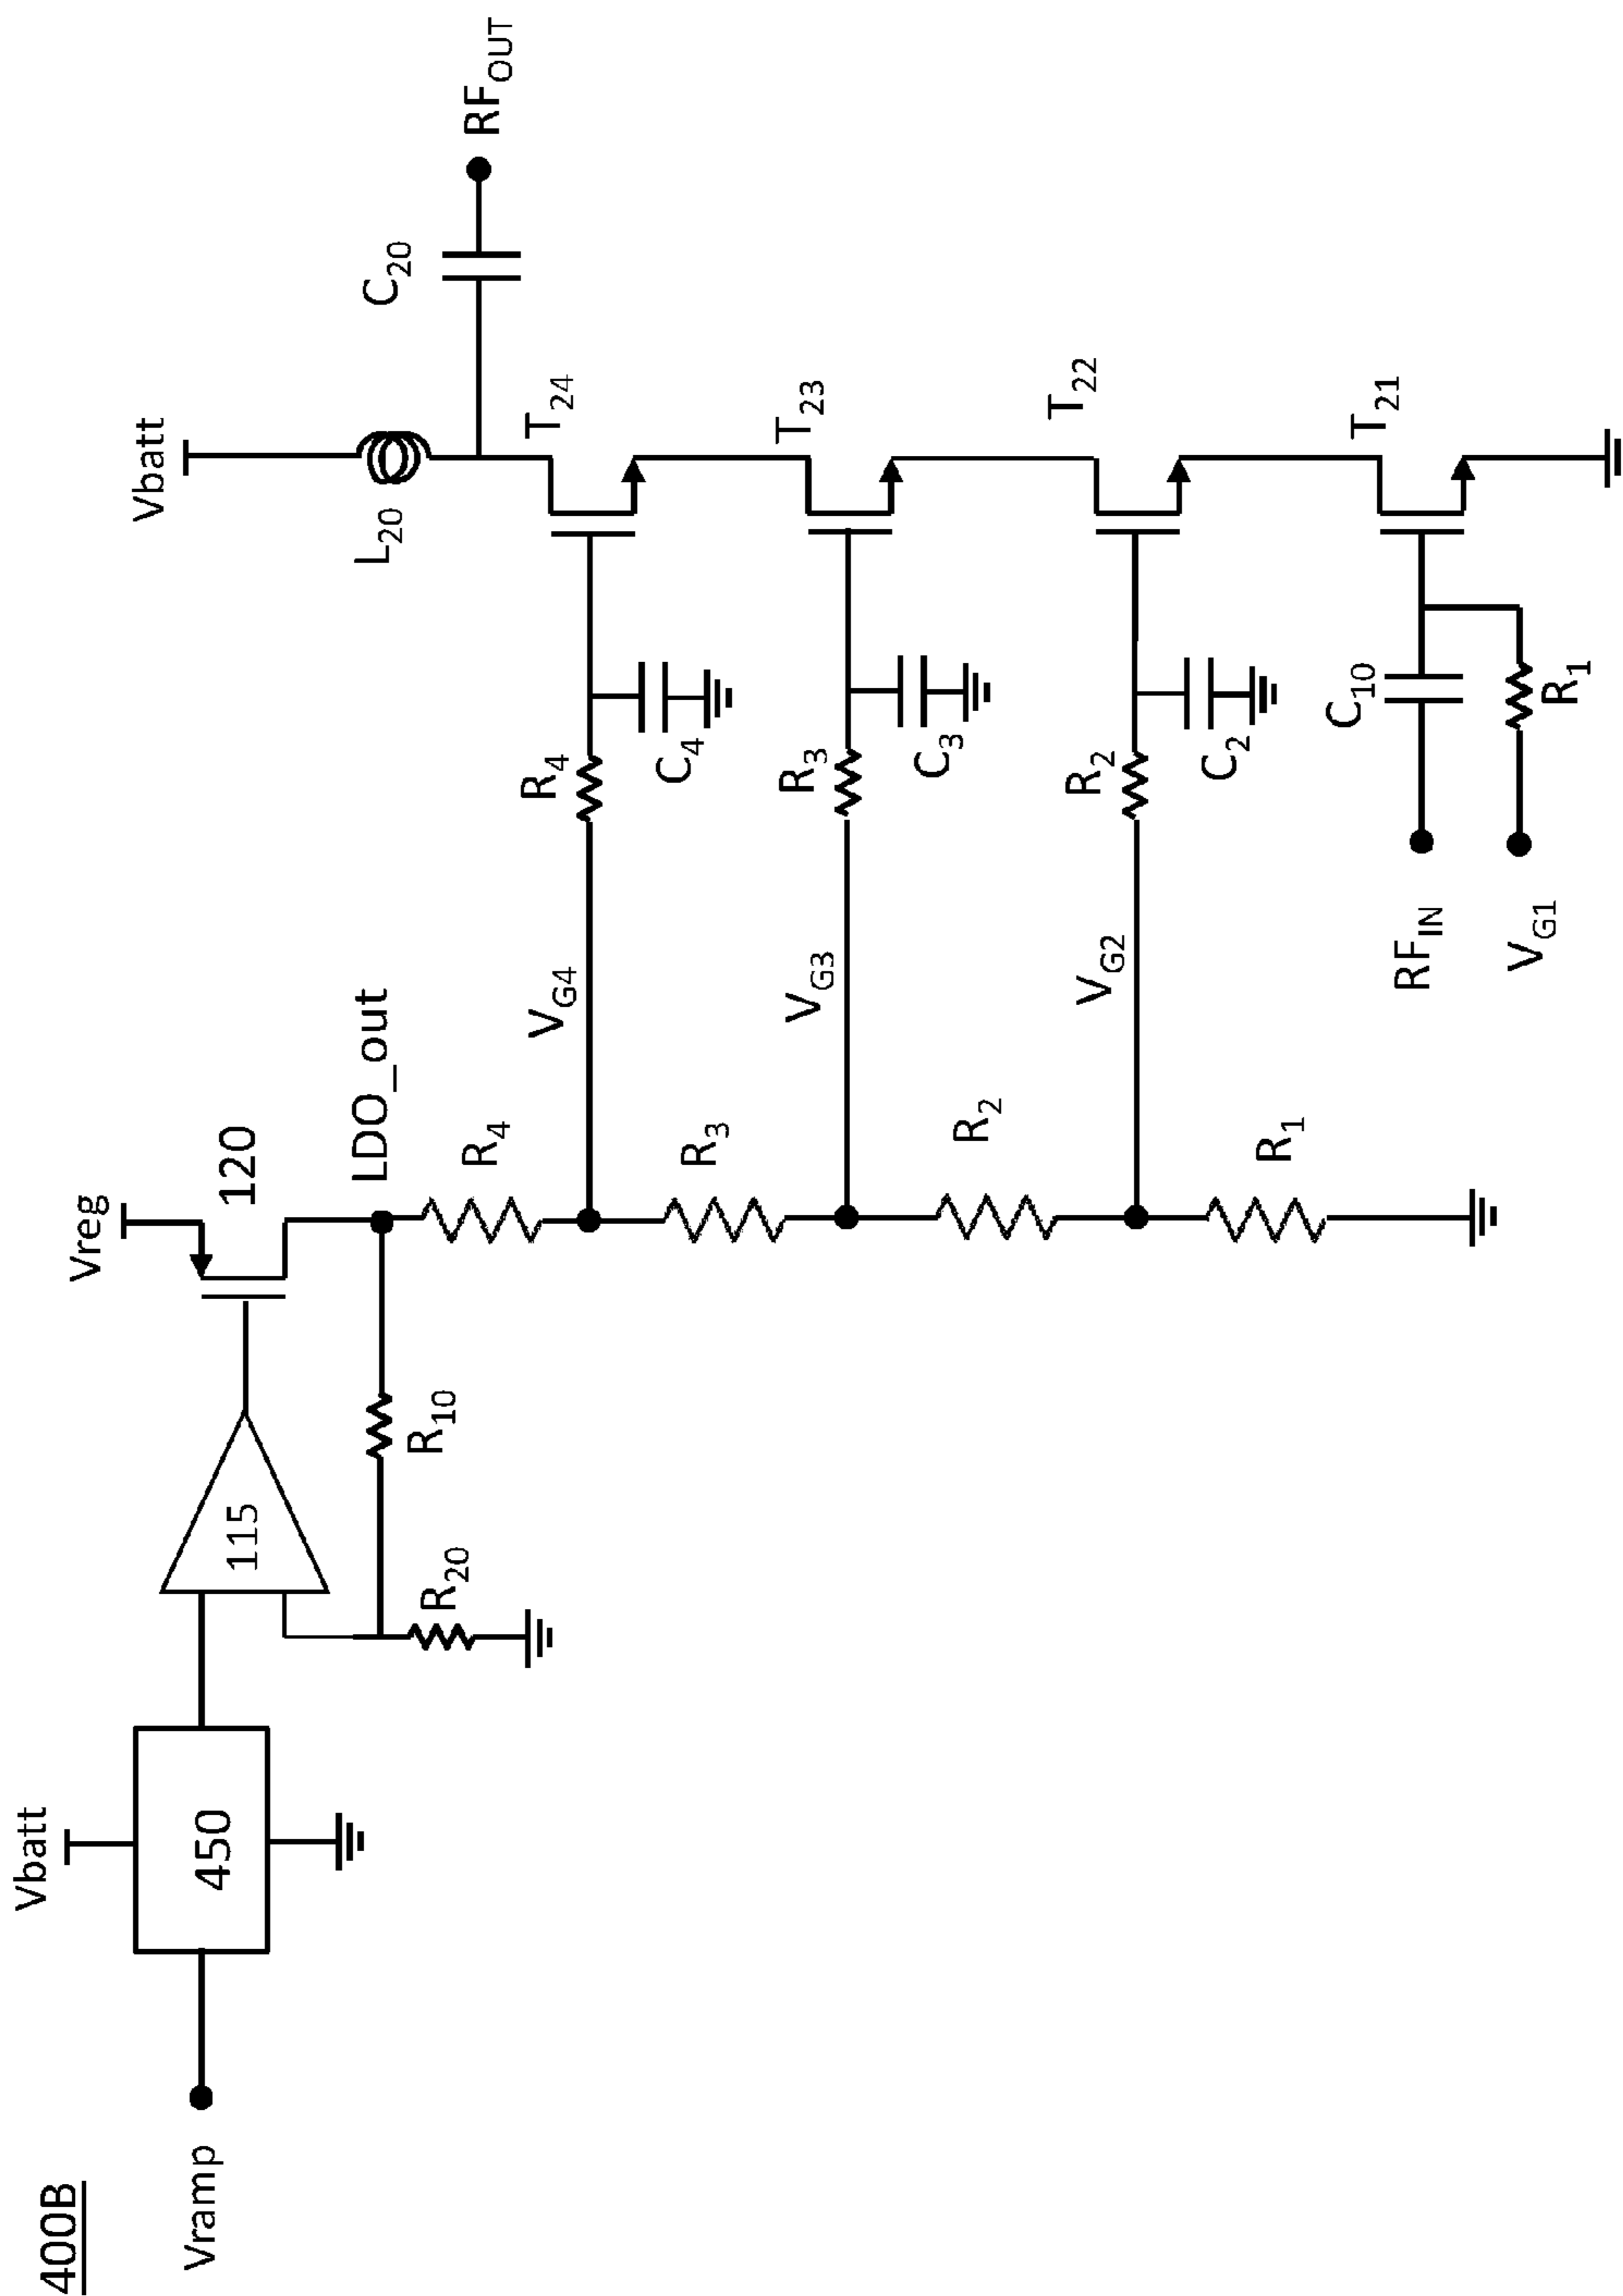 400B
Vbatt
Vreg
Vramp
450
115
120
Vbatt
L20
C20
RFOUT
R20
R10
LDO_out
R4
VG4
R4
C4
T24
R3
VG3
R3
C3
T23
R2
VG2
R2
C2
T22
R1
RFIN
C10
T21
VG1
R1